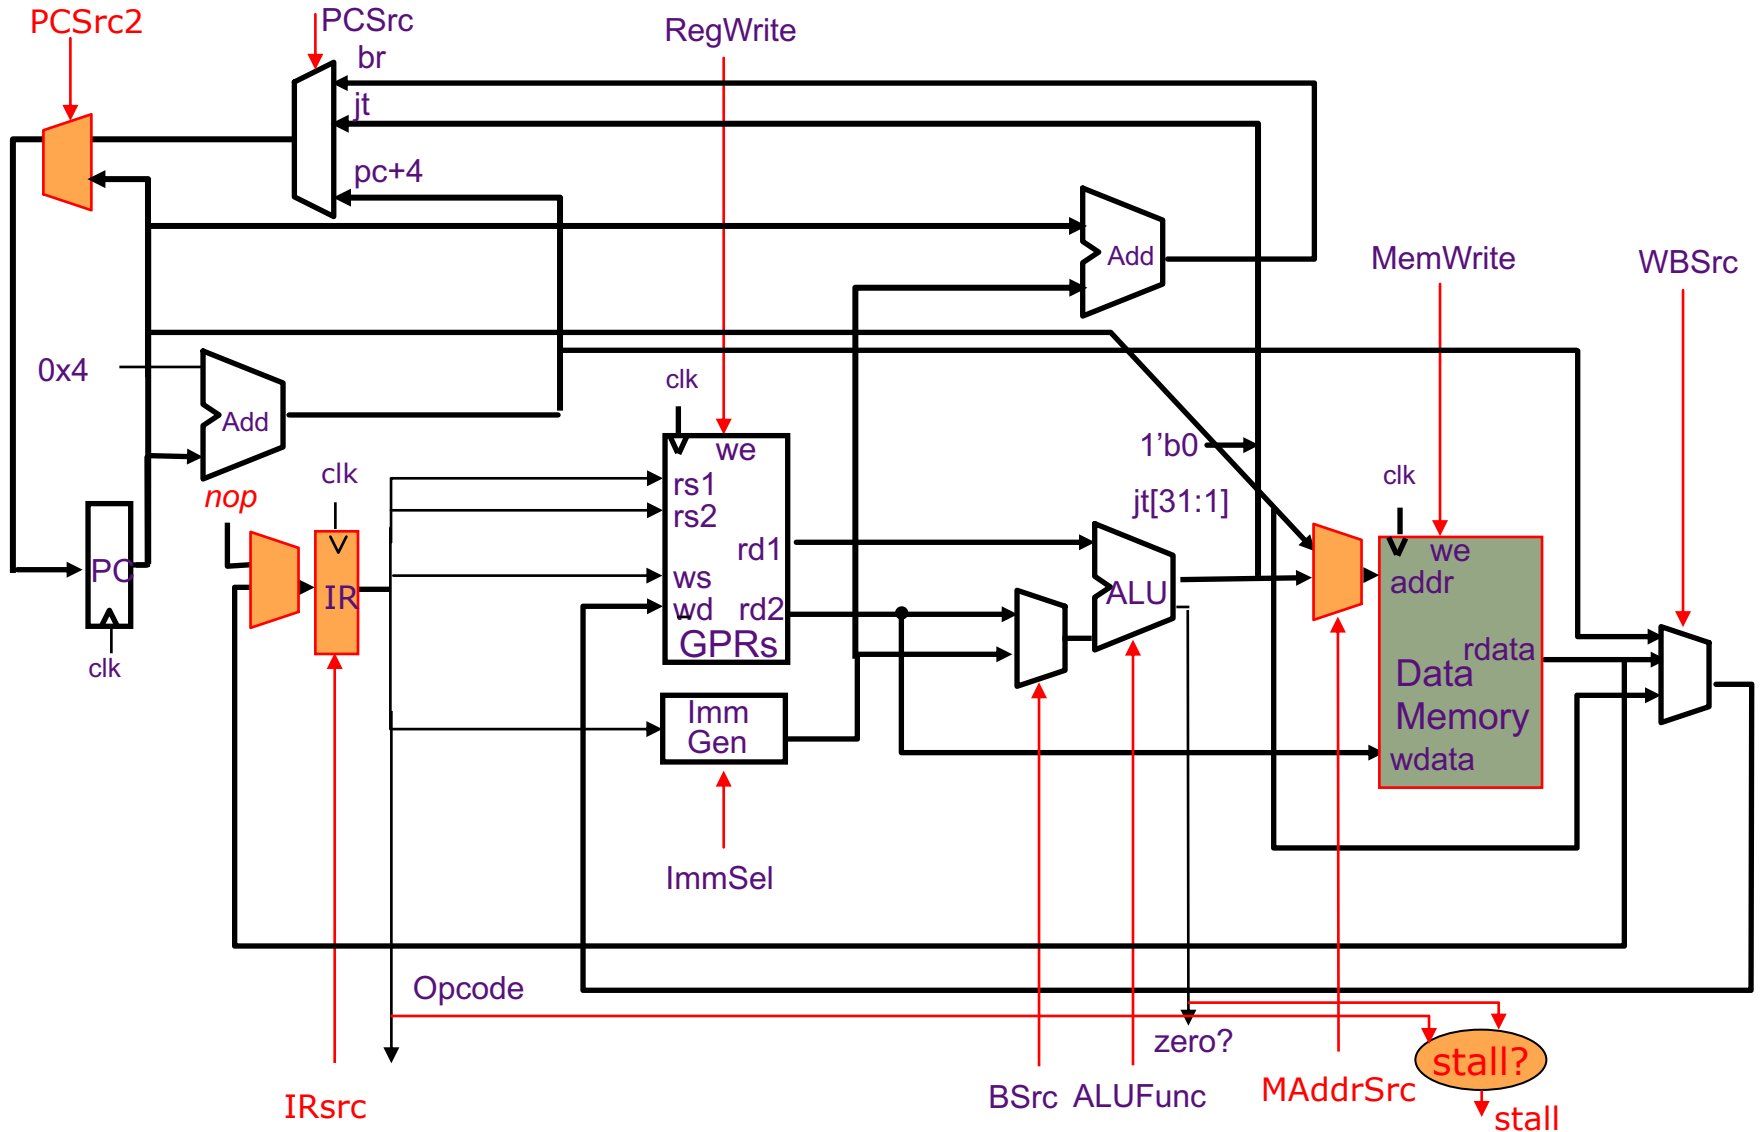 PCSrc2
PCSrc
RegWrite
br
jt
pc+4
Add
MemWrite
WBSrc
0x4
Add
clk
we
1'b0
nop
clk
rs1
rs2
jt[31:1]
clk
we
addr
rd1
PC
IR
ws
wd
rd2
ALU
GPRs
clk
rdata
Data
Memory
wdata
Imm
Gen
ImmSel
Opcode
zero?
stall?
IRsrc
BSrc
ALUFunc
MAddrSrc
stall